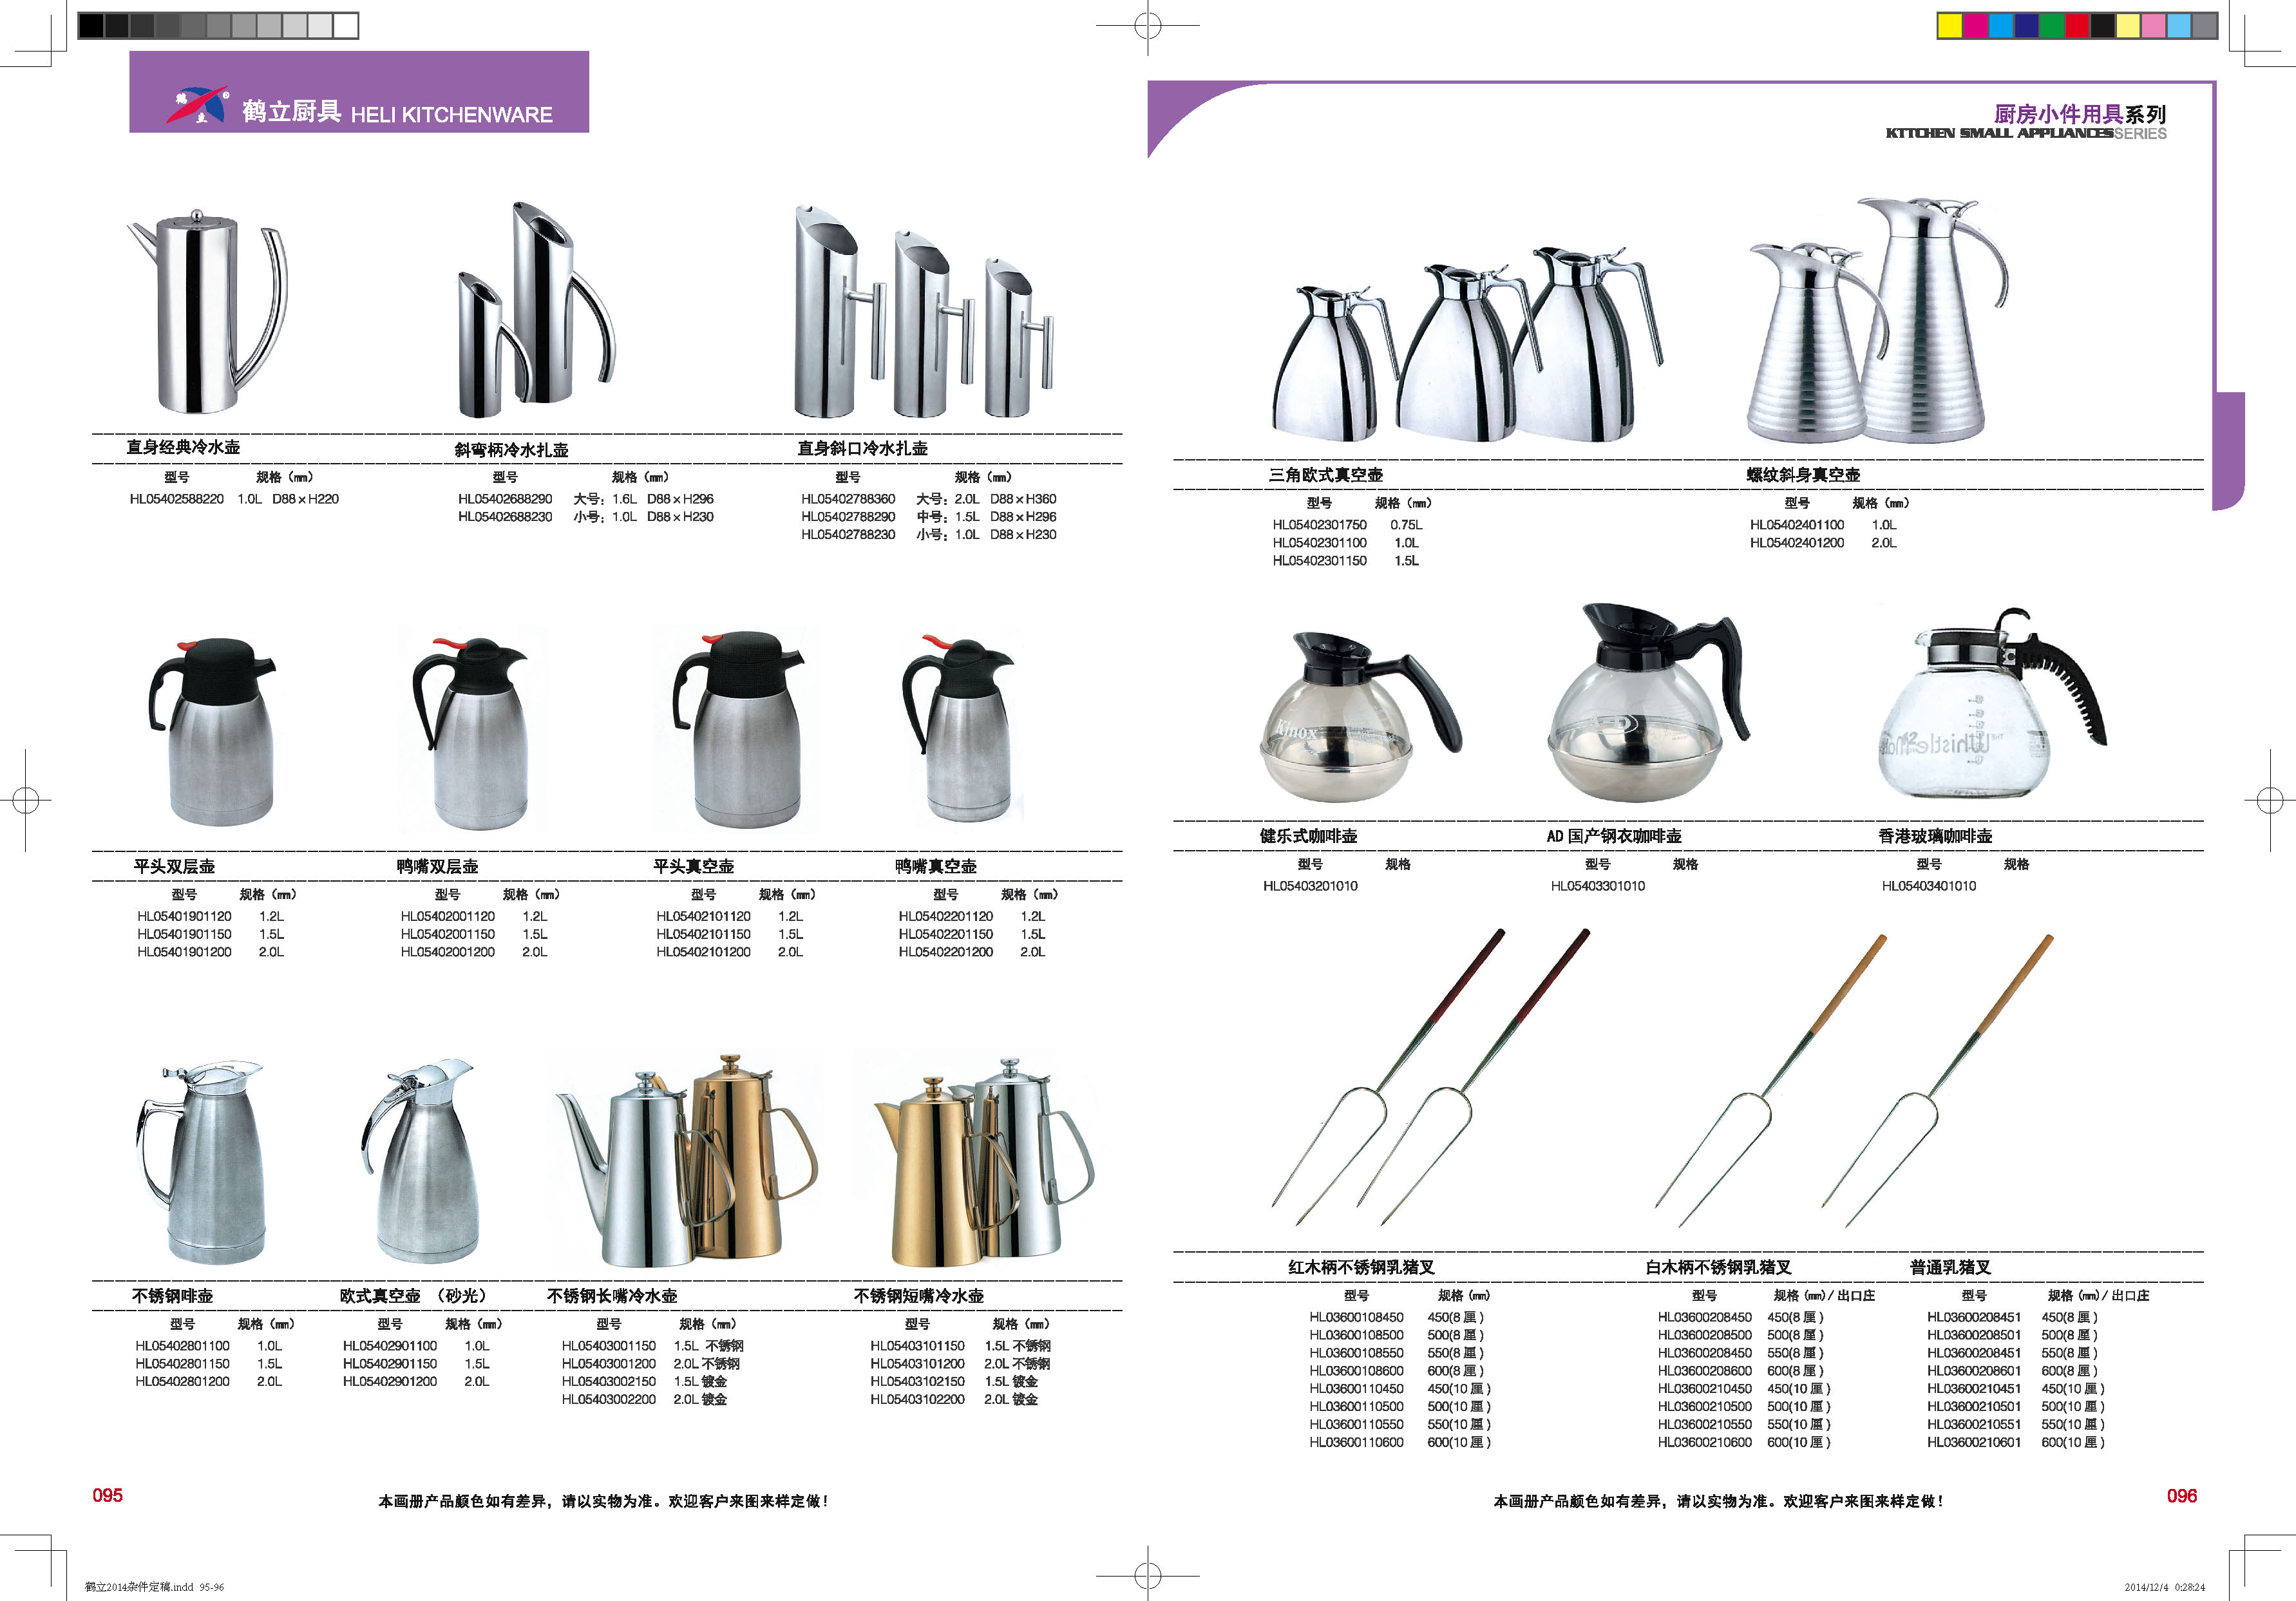 鹤立厨具 HELI KITCHENWARE
厨房小件用具系列
KTTCHEN SMALL APPLIANCES SERIES
直身经典冷水壶
型号 规格（㎜）
HL05402588220 1.0L D88×H220
斜弯柄冷水扎壶
型号 规格（㎜）
HL05402688290 大号：1.6L D88×H296
HL05402688230 小号：1.0L D88×H230
直身斜口冷水扎壶
型号 规格（㎜）
HL05402788360 大号：2.0L D88×H360
HL05402788290 中号：1.5L D88×H296
HL05402788230 小号：1.0L D88×H230
平头双层壶
型号 规格（㎜）
HL05401901120 1.2L
HL05401901150 1.5L
HL05401901200 2.0L
鸭嘴双层壶
型号 规格（㎜）
HL05402001120 1.2L
HL05402001150 1.5L
HL05402001200 2.0L
平头真空壶
型号 规格（㎜）
HL05402101120 1.2L
HL05402101150 1.5L
HL05402101200 2.0L
鸭嘴真空壶
型号 规格（㎜）
HL05402201120 1.2L
HL05402201150 1.5L
HL05402201200 2.0L
不锈钢啡壶
型号 规格（㎜）
HL05402801100 1.0L
HL05402801150 1.5L
HL05402801200 2.0L
欧式真空壶 （砂光）
型号 规格（㎜）
HL05402901100 1.0L
HL05402901150 1.5L
HL05402901200 2.0L
不锈钢长嘴冷水壶
型号 规格（㎜）
HL05403001150 1.5L 不锈钢
HL05403001200 2.0L 不锈钢
HL05403002150 1.5L 镀金
HL05403002200 2.0L 镀金
不锈钢短嘴冷水壶
型号 规格（㎜）
HL05403101150 1.5L 不锈钢
HL05403101200 2.0L 不锈钢
HL05403102150 1.5L 镀金
HL05403102200 2.0L 镀金
095
本画册产品颜色如有差异，请以实物为准。欢迎客户来图来样定做！
三角欧式真空壶
型号 规格（㎜）
HL05402301750 0.75L
HL05402301100 1.0L
HL05402301150 1.5L
螺纹斜身真空壶
型号 规格（㎜）
HL05402401100 1.0L
HL05402401200 2.0L
Kinox
健乐式咖啡壶
型号 规格
HL05403201010
AD 国产钢衣咖啡壶
型号 规格
HL05403301010
香港玻璃咖啡壶
型号 规格
HL05403401010
红木柄不锈钢乳猪叉
型号 规格 (㎜)
HL03600108450 450(8 厘 )
HL03600108500 500(8 厘 )
HL03600108550 550(8 厘 )
HL03600108600 600(8 厘 )
HL03600110450 450(10 厘 )
HL03600110500 500(10 厘 )
HL03600110550 550(10 厘 )
HL03600110600 600(10 厘 )
白木柄不锈钢乳猪叉
型号 规格 (㎜)/ 出口庄
HL03600208450 450(8 厘 )
HL03600208500 500(8 厘 )
HL03600208450 550(8 厘 )
HL03600208600 600(8 厘 )
HL03600210450 450(10 厘 )
HL03600210500 500(10 厘 )
HL03600210550 550(10 厘 )
HL03600210600 600(10 厘 )
普通乳猪叉
型号 规格 (㎜)/ 出口庄
HL03600208451 450(8 厘 )
HL03600208501 500(8 厘 )
HL03600208451 550(8 厘 )
HL03600208601 600(8 厘 )
HL03600210451 450(10 厘 )
HL03600210501 500(10 厘 )
HL03600210551 550(10 厘 )
HL03600210601 600(10 厘 )
本画册产品颜色如有差异，请以实物为准。欢迎客户来图来样定做！
096
鹤立2014杂件定稿.indd 95-96
2014/12/4 0:28:24